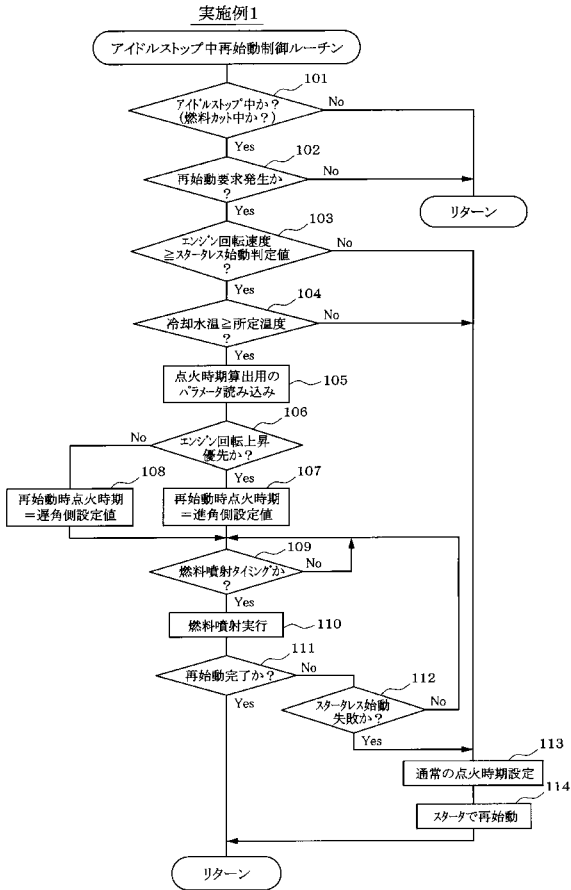 実施例1
アイドルストップ中再始動制御ルーチン
101
アイドルストップ中か?
(燃料カット中か?)
No
Yes
102
再始動要求発生か
?
No
リターン
Yes
103
エンジン回転速度
≧スタータレス始動判定値
?
No
Yes
104
冷却水温≧所定温度
?
No
Yes
点火時期算出用の
パラメータ読み込み
105
106
エンジン回転上昇
優先か?
No
Yes
108
107
再始動時点火時期
=遅角側設定値
再始動時点火時期
=進角側設定値
109
燃料噴射タイミングか
?
No
Yes
燃料噴射実行
110
111
再始動完了か?
No
Yes
112
スタータレス始動
失敗か?
No
Yes
113
通常の点火時期設定
114
スタータで再始動
リターン